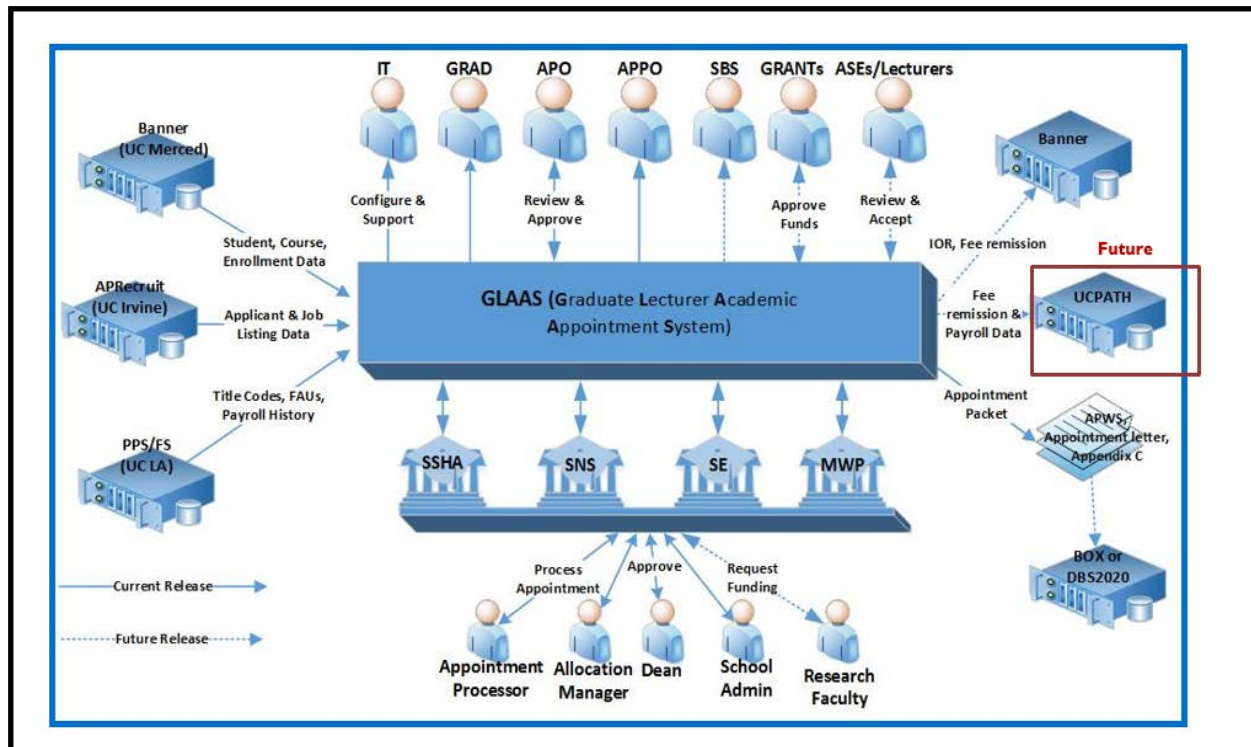 IT
GRAD
APO
APPO
SBS
GRANTs
ASEs/Lecturers
Banner
(UC Merced)
Banner
Configure &
Support
Review &
Approve
Approve
Funds
Review &
Accept
Student, Course,
Enrollment Data
IOR, Fee remission
Future
APRecruit
(UC Irvine)
Applicant & Job
Listing Data
GLAAS (Graduate Lecturer Academic
Appointment System)
Fee
remission &
Payroll Data
UCPATH
Title Codes, FAUs,
Payroll History
Appointment
Packet
PPS/FS
(UC LA)
SSHA
SNS
SE
MWP
APWS,
Appointment letter,
Appendix C
Current Release
Future Release
Process
Appointment
Approve
Request
Funding
BOX or
DBS2020
Appointment
Processor
Allocation
Manager
Dean
School
Admin
Research
Faculty